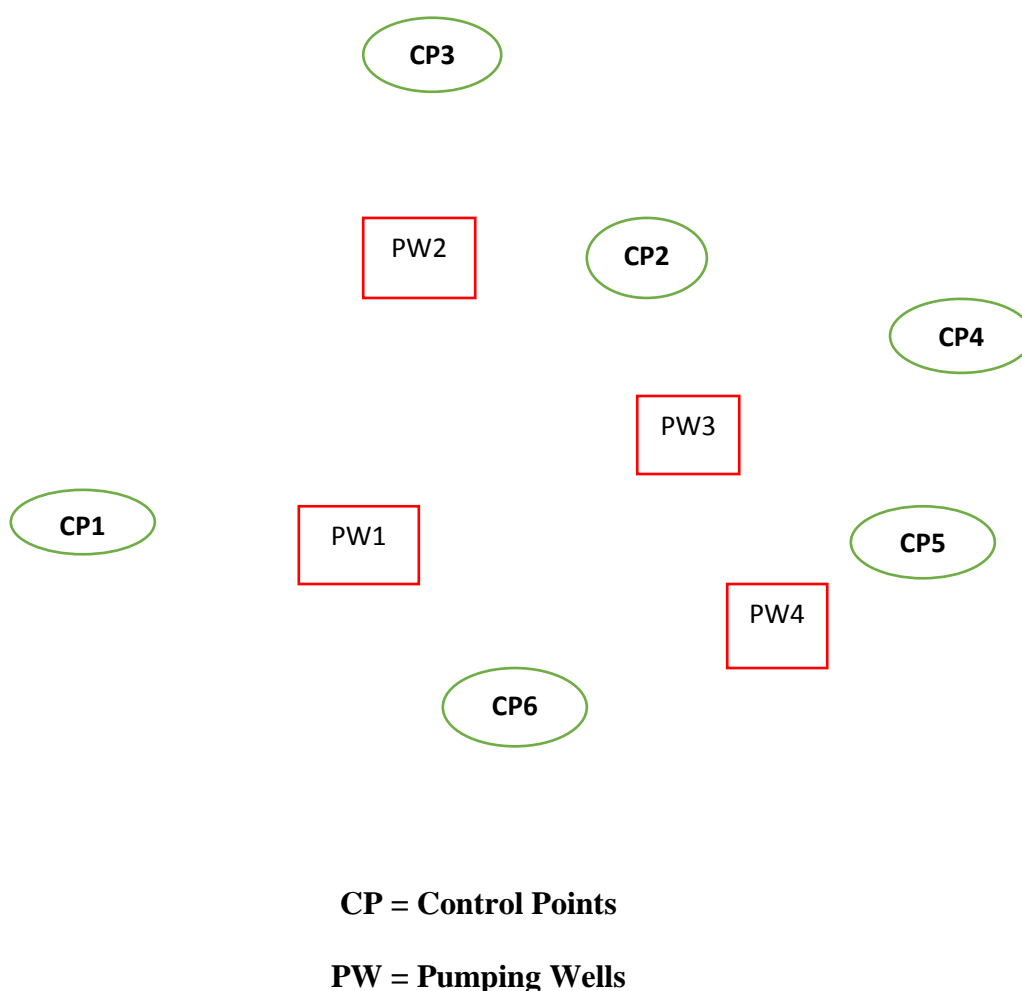 CP3
PW2
CP2
CP4
PW3
CP1
PW1
CP5
PW4
CP6
CP = Control Points
PW = Pumping Wells